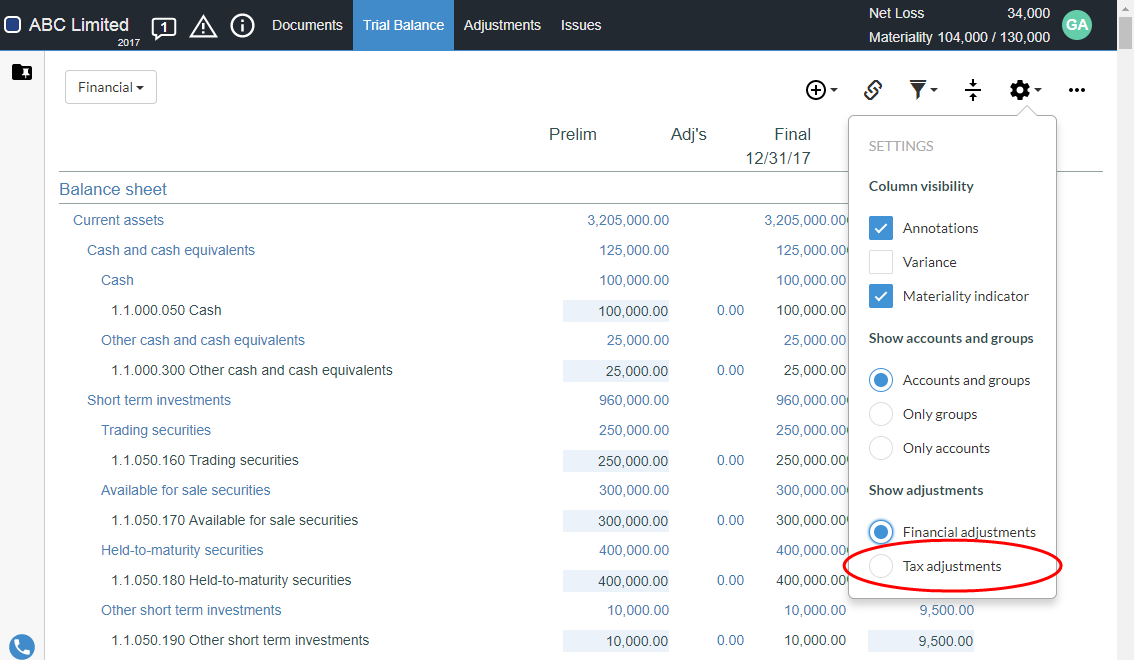 ABC Limited 1 Documents Trial Balance Adjustments Issues Net Loss 34,000 GA
2017 Materiality 104,000 / 130,000
Financial
Prelim Adj's Final
12/31/17
SETTINGS
Column visibility
Annotations
Variance
Materiality indicator
Show accounts and groups
Accounts and groups
Only groups
Only accounts
Show adjustments
Financial adjustments
Tax adjustments
Balance sheet
Current assets 3,205,000.00 3,205,000.00
Cash and cash equivalents 125,000.00 125,000.00
Cash 100,000.00 100,000.00
1.1.000.050 Cash 100,000.00 0.00 100,000.00
Other cash and cash equivalents 25,000.00 25,000.00
1.1.000.300 Other cash and cash equivalents 25,000.00 0.00 25,000.00
Short term investments 960,000.00 960,000.00
Trading securities 250,000.00 250,000.00
1.1.050.160 Trading securities 250,000.00 0.00 250,000.00
Available for sale securities 300,000.00 300,000.00
1.1.050.170 Available for sale securities 300,000.00 0.00 300,000.00
Held-to-maturity securities 400,000.00 400,000.00
1.1.050.180 Held-to-maturity securities 400,000.00 0.00 400,000.00
Other short term investments 10,000.00 10,000.00 9,500.00
1.1.050.190 Other short term investments 10,000.00 0.00 10,000.00 9,500.00